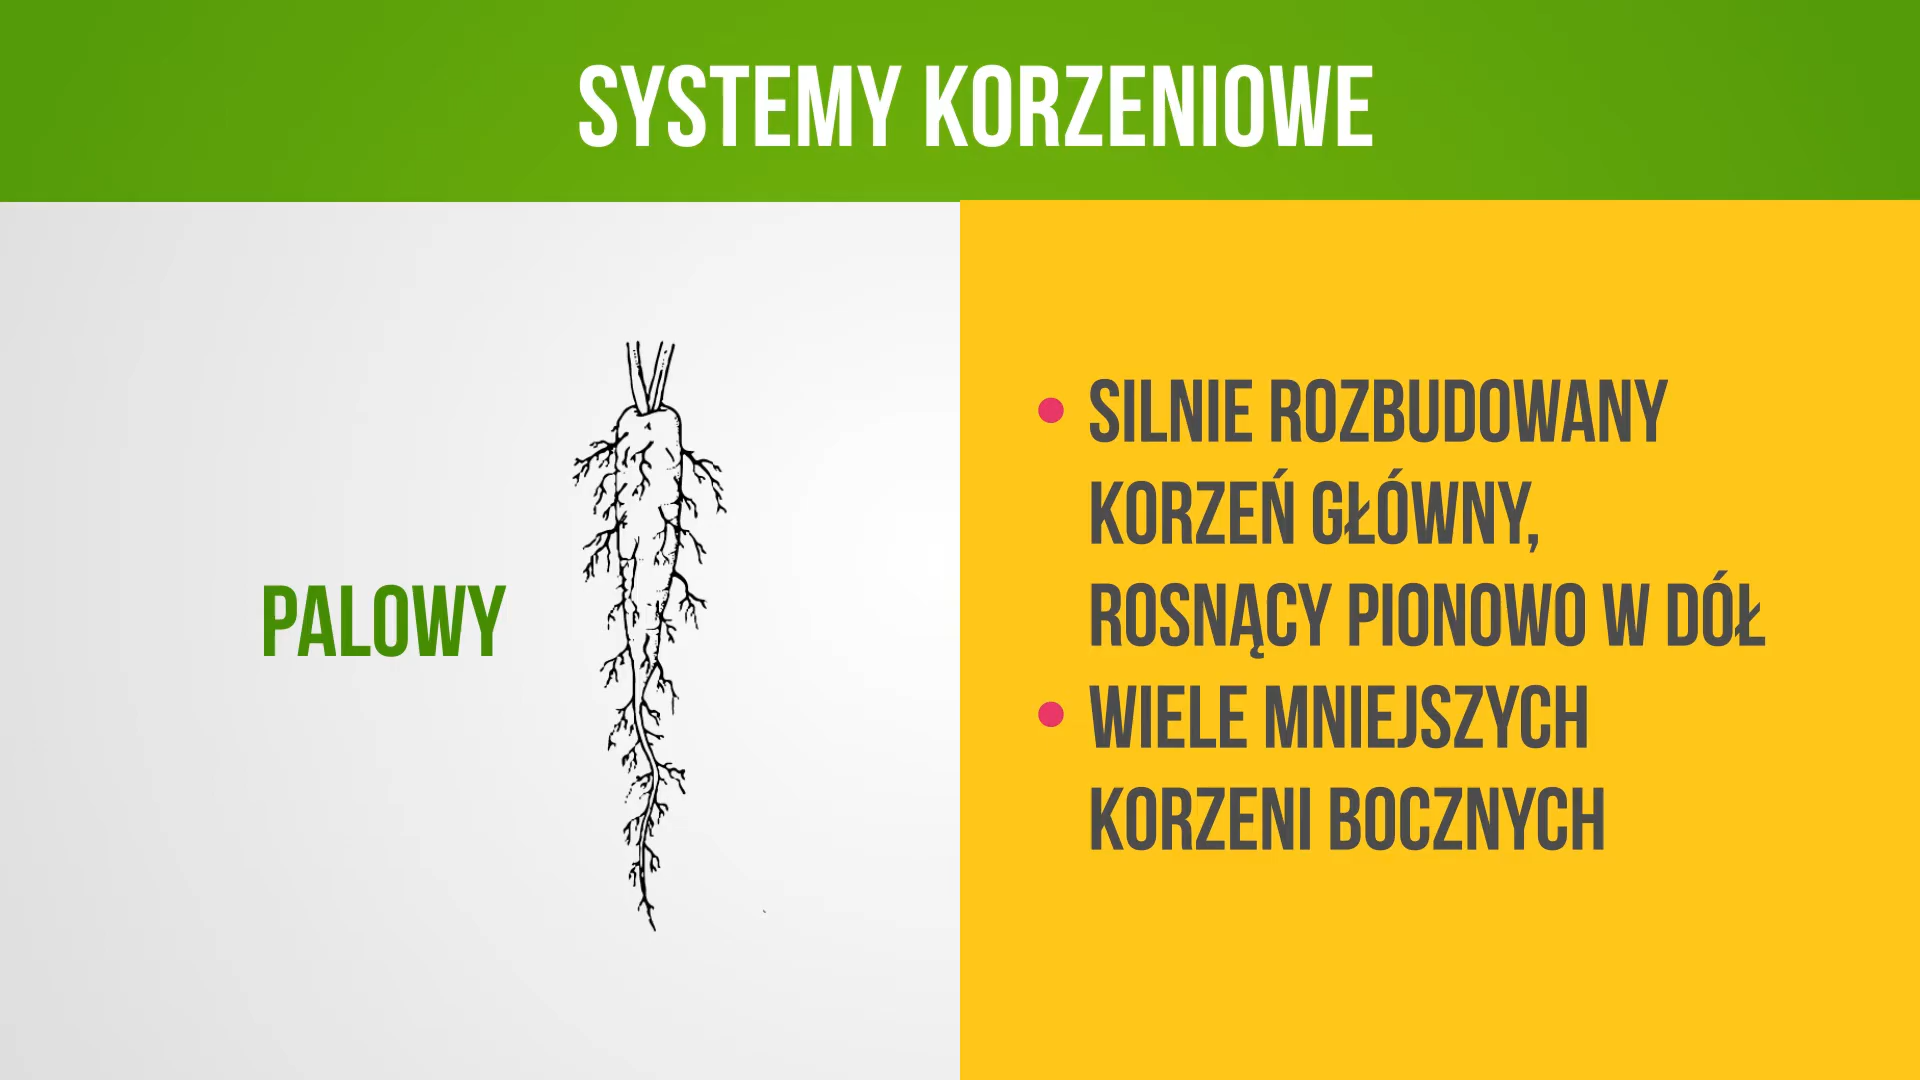 SYSTEMY KORZENIOWE
PALOWY
• SILNIE ROZBUDOWANY
KORZEŃ GŁÓWNY,
ROSNĄCY PIONOWO W DÓŁ
• WIELE MNIEJSZYCH
KORZENI BOCZNYCH